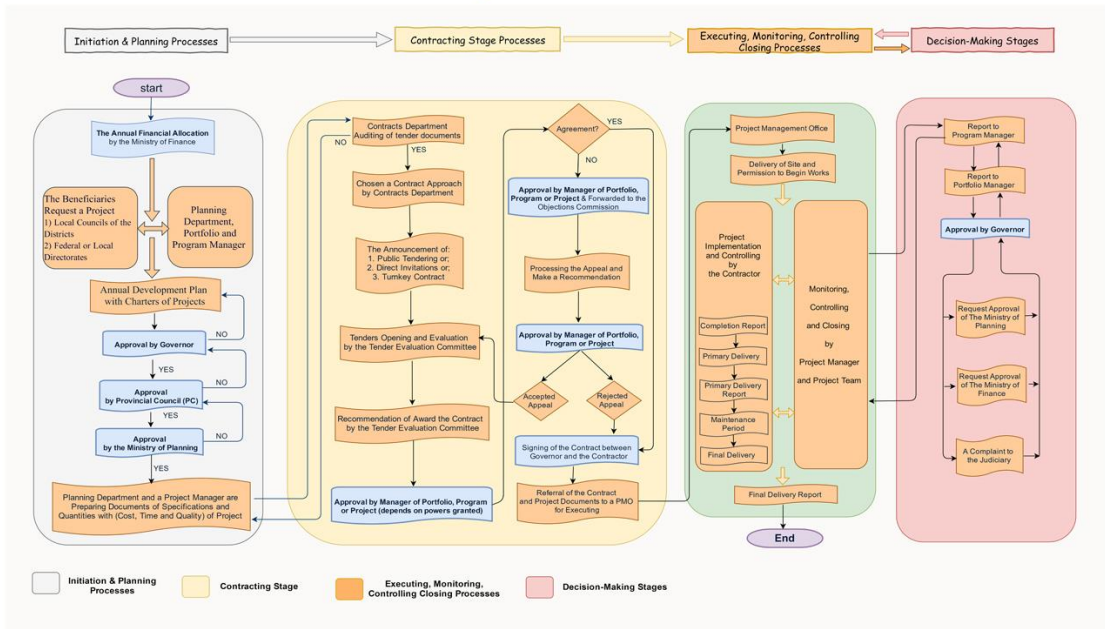 Initiation & Planning Processes
Contracting Stage Processes
Executing, Monitoring, Controlling
Closing Processes
Decision-Making Stages
start
The Annual Financial Allocation
by the Ministry of Finance
The Beneficiaries
Request a Project
1) Local Councils of the
Districts
2) Federal or Local
Directorates
Planning
Department,
Portfolio and
Program Manager
Annual Development Plan
with Charters of Projects
NO
Approval by Governor
YES
NO
Approval
by Provincial Council (PC)
YES
NO
Approval
by the Ministry of Planning
YES
Planning Department and a Project Manager are
Preparing Documents of Specifications and
Quantities with (Cost, Time and Quality) of Project
Contracts Department
Auditing of tender documents
NO
YES
Chosen a Contract Approach
by Contracts Department
The Announcement of:
1. Public Tendering or;
2. Direct Invitations or;
3. Turnkey Contract
Tenders Opening and Evaluation
by the Tender Evaluation Committee
Recommendation of Award the Contract
by the Tender Evaluation Committee
Approval by Manager of Portfolio, Program
or Project (depends on powers granted)
Agreement?
YES
NO
Approval by Manager of Portfolio,
Program or Project & Forwarded to the
Objections Commission
Processing the Appeal and
Make a Recommendation
Approval by Manager of Portfolio,
Program or Project
Accepted
Appeal
Rejected
Appeal
Signing of the Contract between
Governor and the Contractor
Referral of the Contract
and Project Documents to a PMO
for Executing
Project Management Office
Delivery of Site and
Permission to Begin Works
Project
Implementation
and Controlling
by
the Contractor
Completion Report
Primary Delivery
Primary Delivery
Report
Maintenance
Period
Final Delivery
Monitoring,
Controlling
and Closing
by
Project Manager
and Project Team
Final Delivery Report
End
Report to
Program Manager
Report to
Portfolio Manager
Approval by Governor
Request Approval
of The Ministry of
Planning
Request Approval
of The Ministry of
Finance
A Complaint to
the Judiciary
Initiation & Planning
Processes
Contracting Stage
Executing, Monitoring,
Controlling Closing Processes
Decision-Making Stages